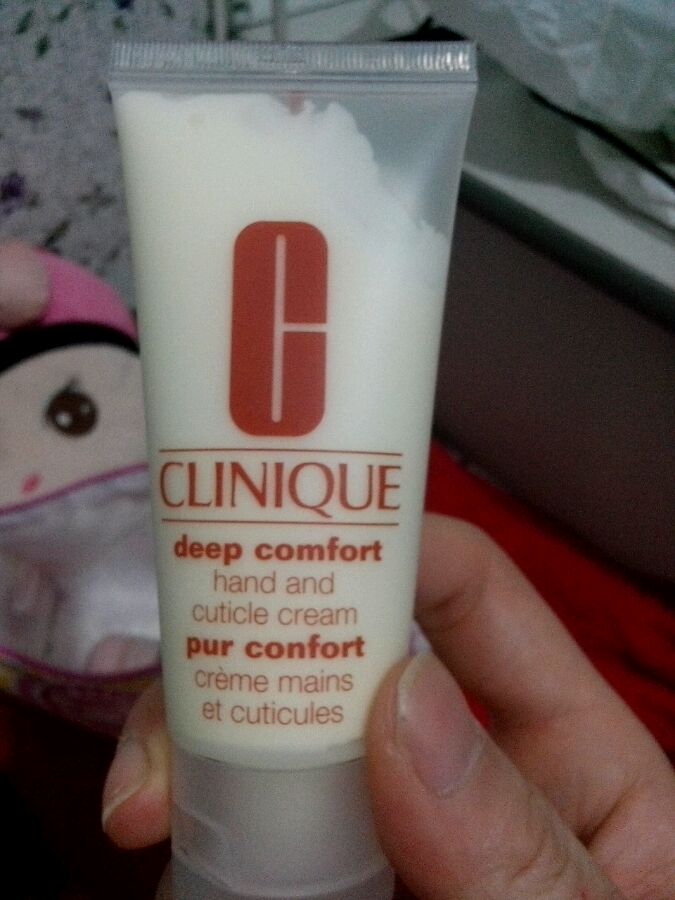 C
CLINIQUE
deep comfort
hand and
cuticle cream
pur confort
crème mains
et cuticules